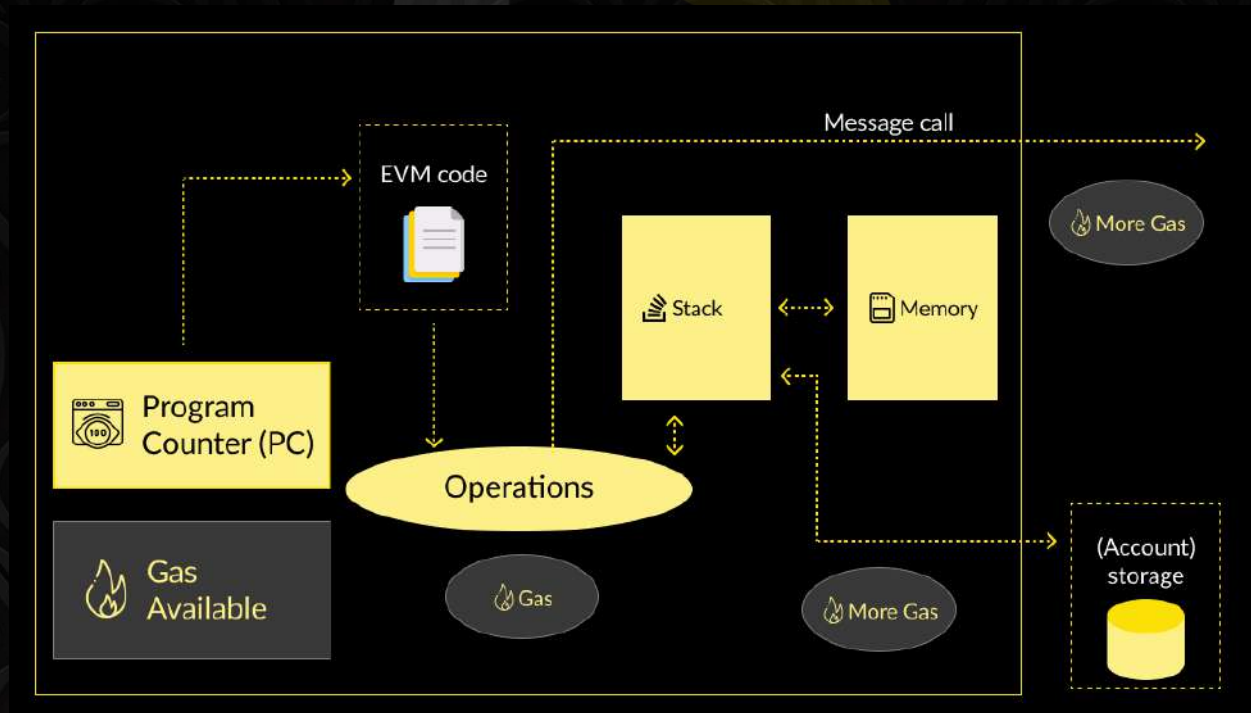 Message call
EVM code
More Gas
Stack
Memory
Program
Counter (PC)
Operations
Gas
Available
Gas
More Gas
(Account)
storage